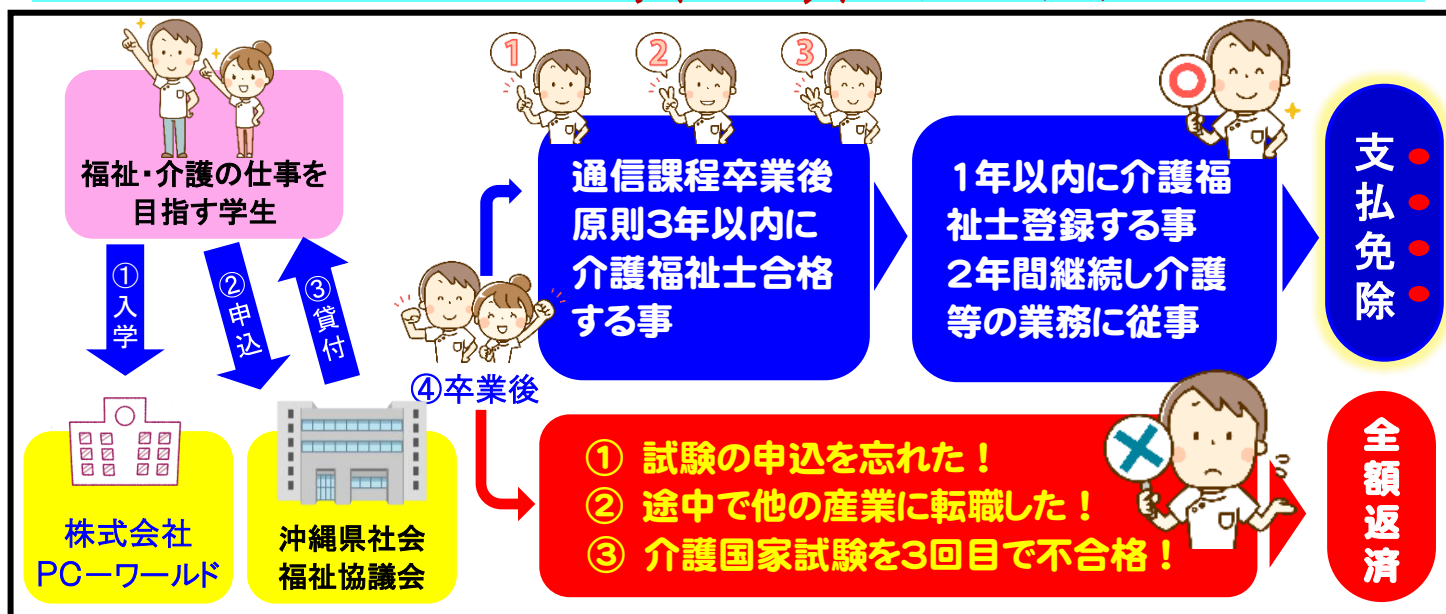 福祉・介護の仕事を
目指す学生
①入学
②申込
③貸付
株式会社
PCーワールド
沖縄県社会
福祉協議会
④卒業後
1
2
3
通信課程卒業後
原則3年以内に
介護福祉士合格
する事
1年以内に介護福
祉士登録する事
2年間継続し介護
等の業務に従事
支払免除
① 試験の申込を忘れた！
② 途中で他の産業に転職した！
③ 介護国家試験を3回目で不合格！
全額返済